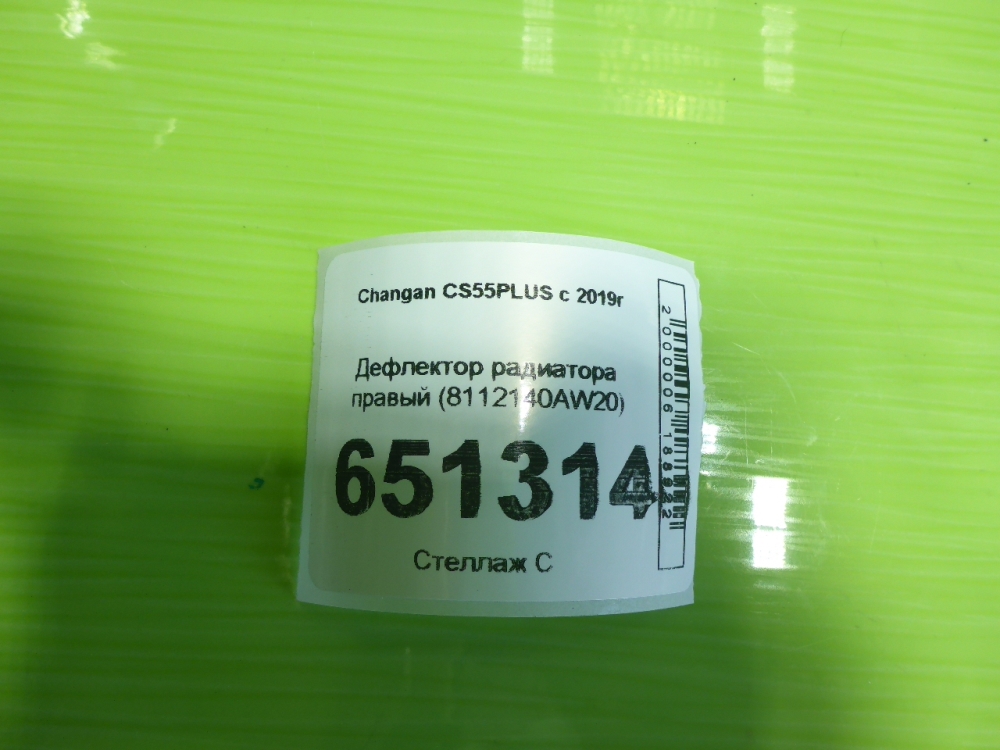 Changan CS55PLUS с 2019г
Дефлектор радиатора
правый (8112140AW20)
651314
Стеллаж С